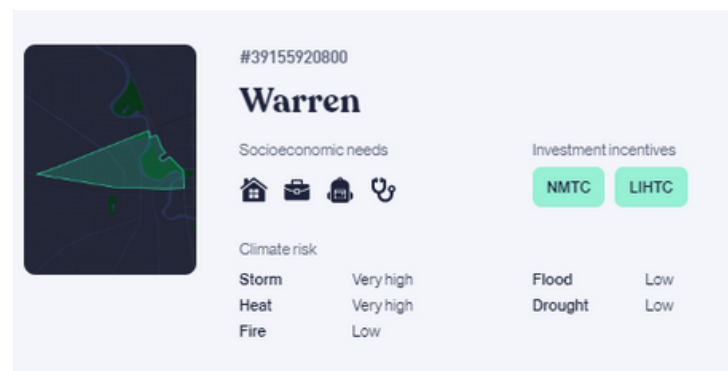 #39155920800
Warren
Socioeconomic needs
Investment incentives
NMTC LIHTC
Climate risk
Storm Very high
Flood Low
Heat Very high
Drought Low
Fire Low